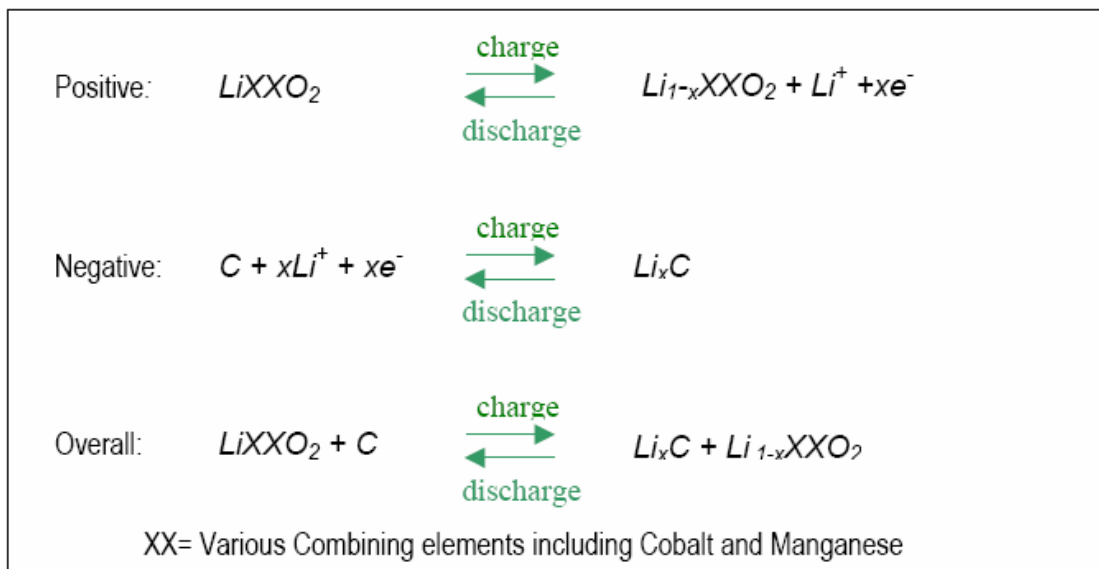 charge
Positive: LiXXO₂ Li₁₋ₓXXO₂ + Li⁺ +xe⁻
discharge
charge
Negative: C + xLi⁺ + xe⁻ LiₓC
discharge
charge
Overall: LiXXO₂ + C LiₓC + Li ₁₋ₓXXO₂
discharge
XX= Various Combining elements including Cobalt and Manganese